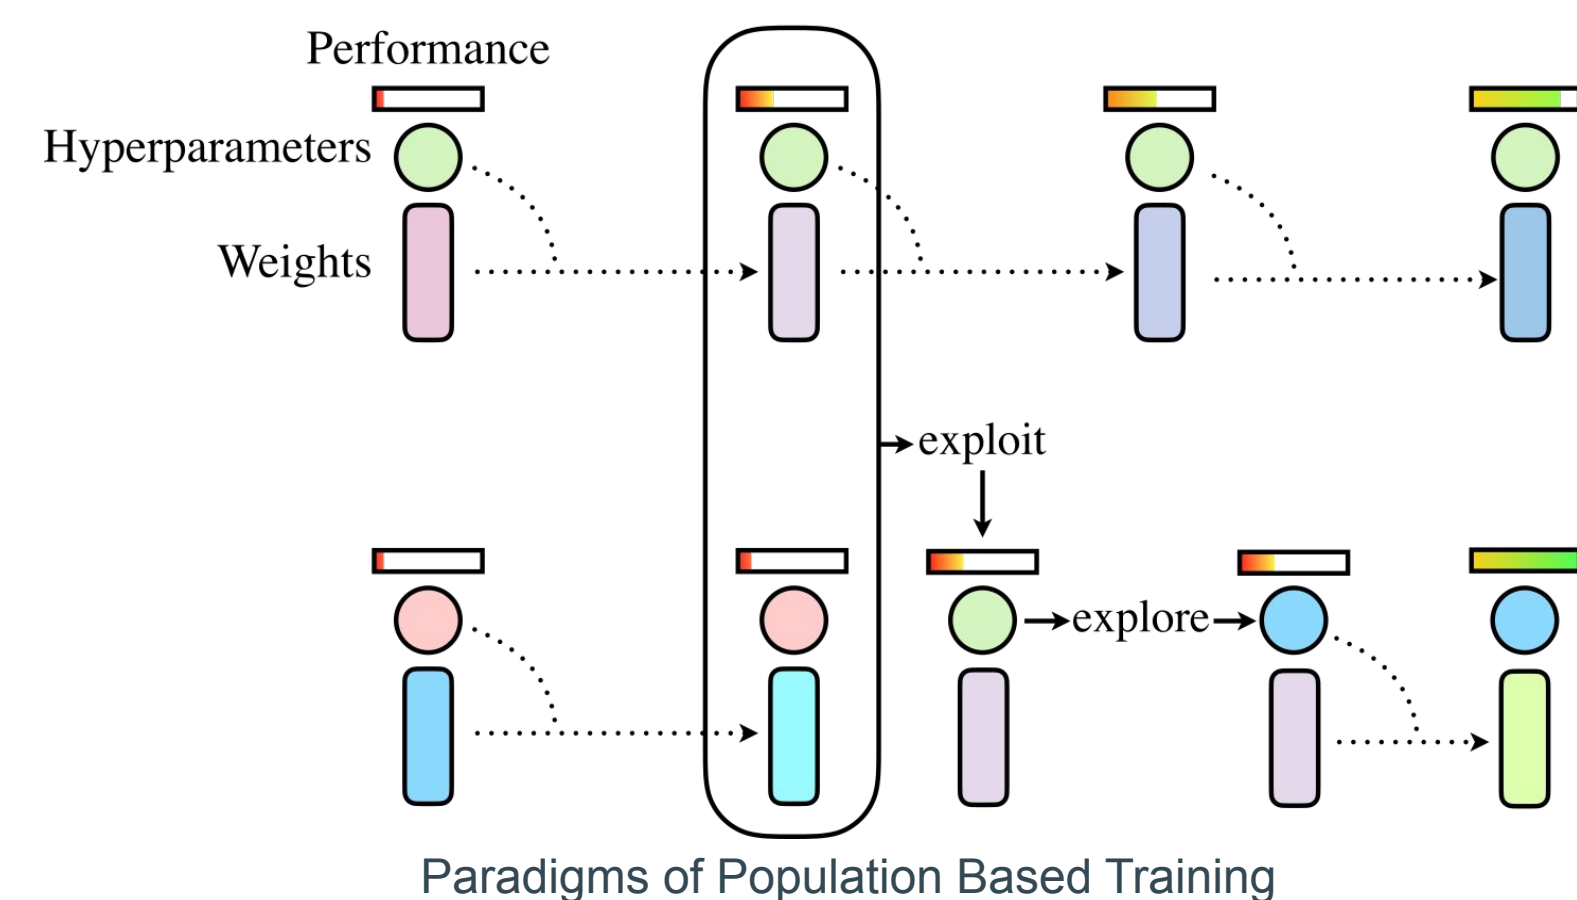 Performance
Hyperparameters
Weights
exploit
explore
Paradigms of Population Based Training